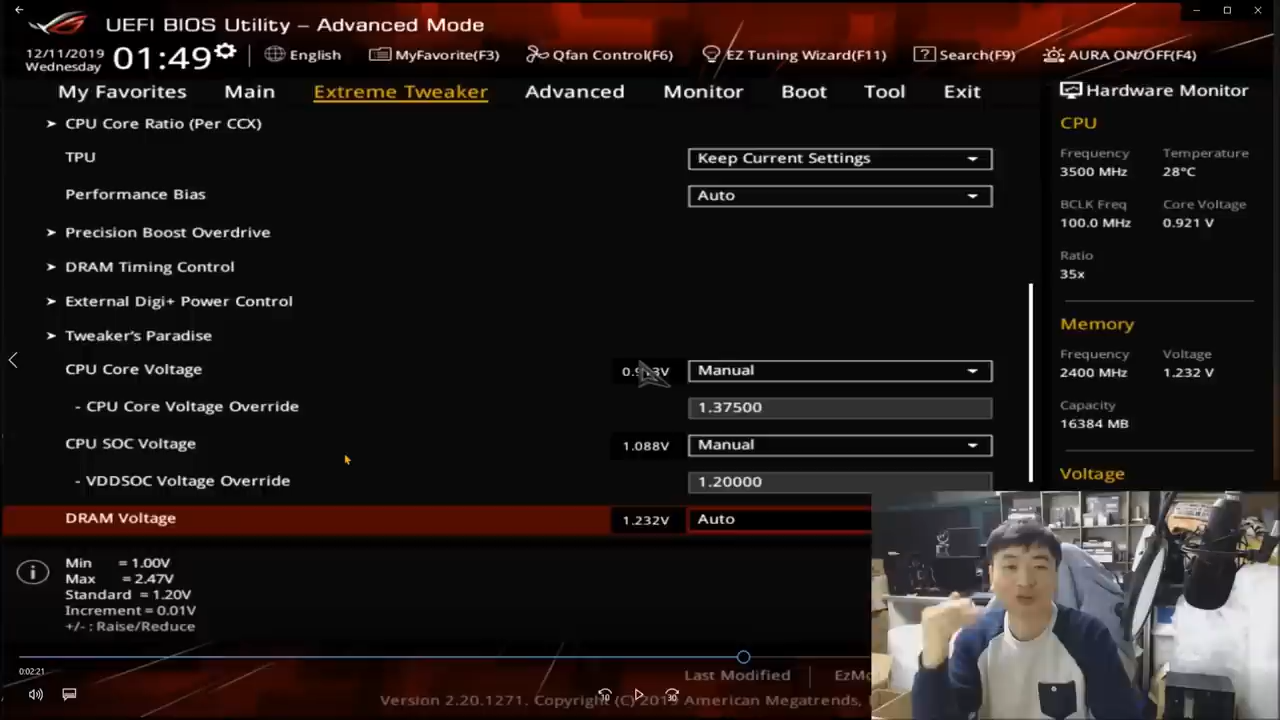 UEFI BIOS Utility – Advanced Mode
12/11/2019
Wednesday
01:49
English
MyFavorite(F3)
Qfan Control(F6)
EZ Tuning Wizard(F11)
Search(F9)
AURA ON/OFF(F4)
My Favorites
Main
Extreme Tweaker
Advanced
Monitor
Boot
Tool
Exit
Hardware Monitor
CPU Core Ratio (Per CCX)
TPU
Keep Current Settings
Performance Bias
Auto
Precision Boost Overdrive
DRAM Timing Control
External Digi+ Power Control
Tweaker's Paradise
CPU Core Voltage
Manual
- CPU Core Voltage Override
1.37500
CPU SOC Voltage
1.088V
Manual
- VDDSOC Voltage Override
1.20000
DRAM Voltage
1.232V
Auto
CPU
Frequency Temperature
3500 MHz 28°C
BCLK Freq Core Voltage
100.0 MHz 0.921 V
Ratio
35x
Memory
Frequency Voltage
2400 MHz 1.232 V
Capacity
16384 MB
Voltage
Min = 1.00V
Max = 2.47V
Standard = 1.20V
Increment = 0.01V
+/- : Raise/Reduce
0:02:21
10
30
Last Modified
Version 2.20.1271. Copyright (C) American Megatrends,